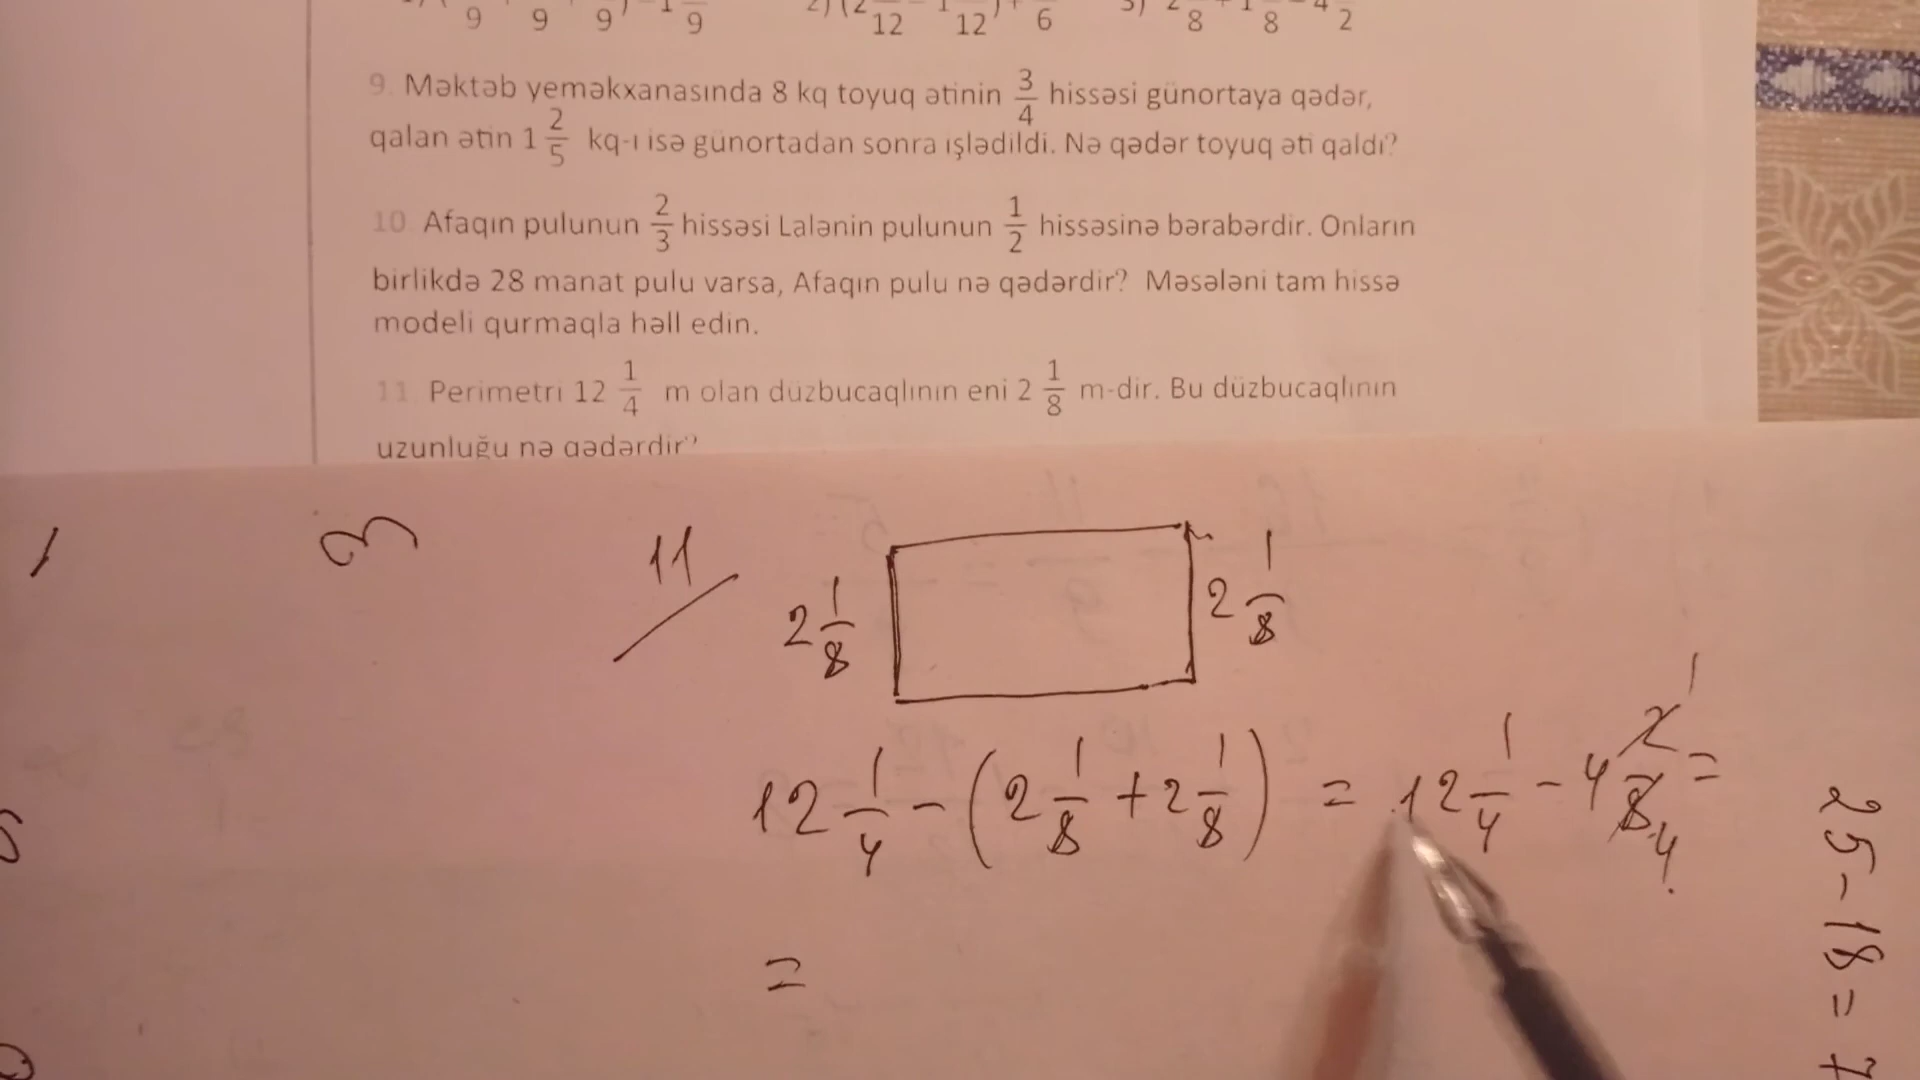 9. Məktəb yeməkxanasında 8 kq toyuq ətinin 3/4 hissəsi günortaya qədər,
qalan ətin 1 2/5 kq-ı isə günortadan sonra işlədildi. Nə qədər toyuq əti qaldı?
10. Afaqın pulunun 2/3 hissəsi Lalənin pulunun 1/2 hissəsinə bərabərdir. Onların
birlikdə 28 manat pulu varsa, Afaqın pulu nə qədərdir? Məsələni tam hissə
modeli qurmaqla həll edin.
11. Perimetri 12 1/4 m olan düzbucaqlının eni 2 1/8 m-dir. Bu düzbucaqlının
uzunluğu nə qədərdir?
11
2 1/8
2 1/8
12 1/4 - (2 1/8 + 2 1/8) = 12 1/4 - 4 2/8 =
1
4
=
25-18=7